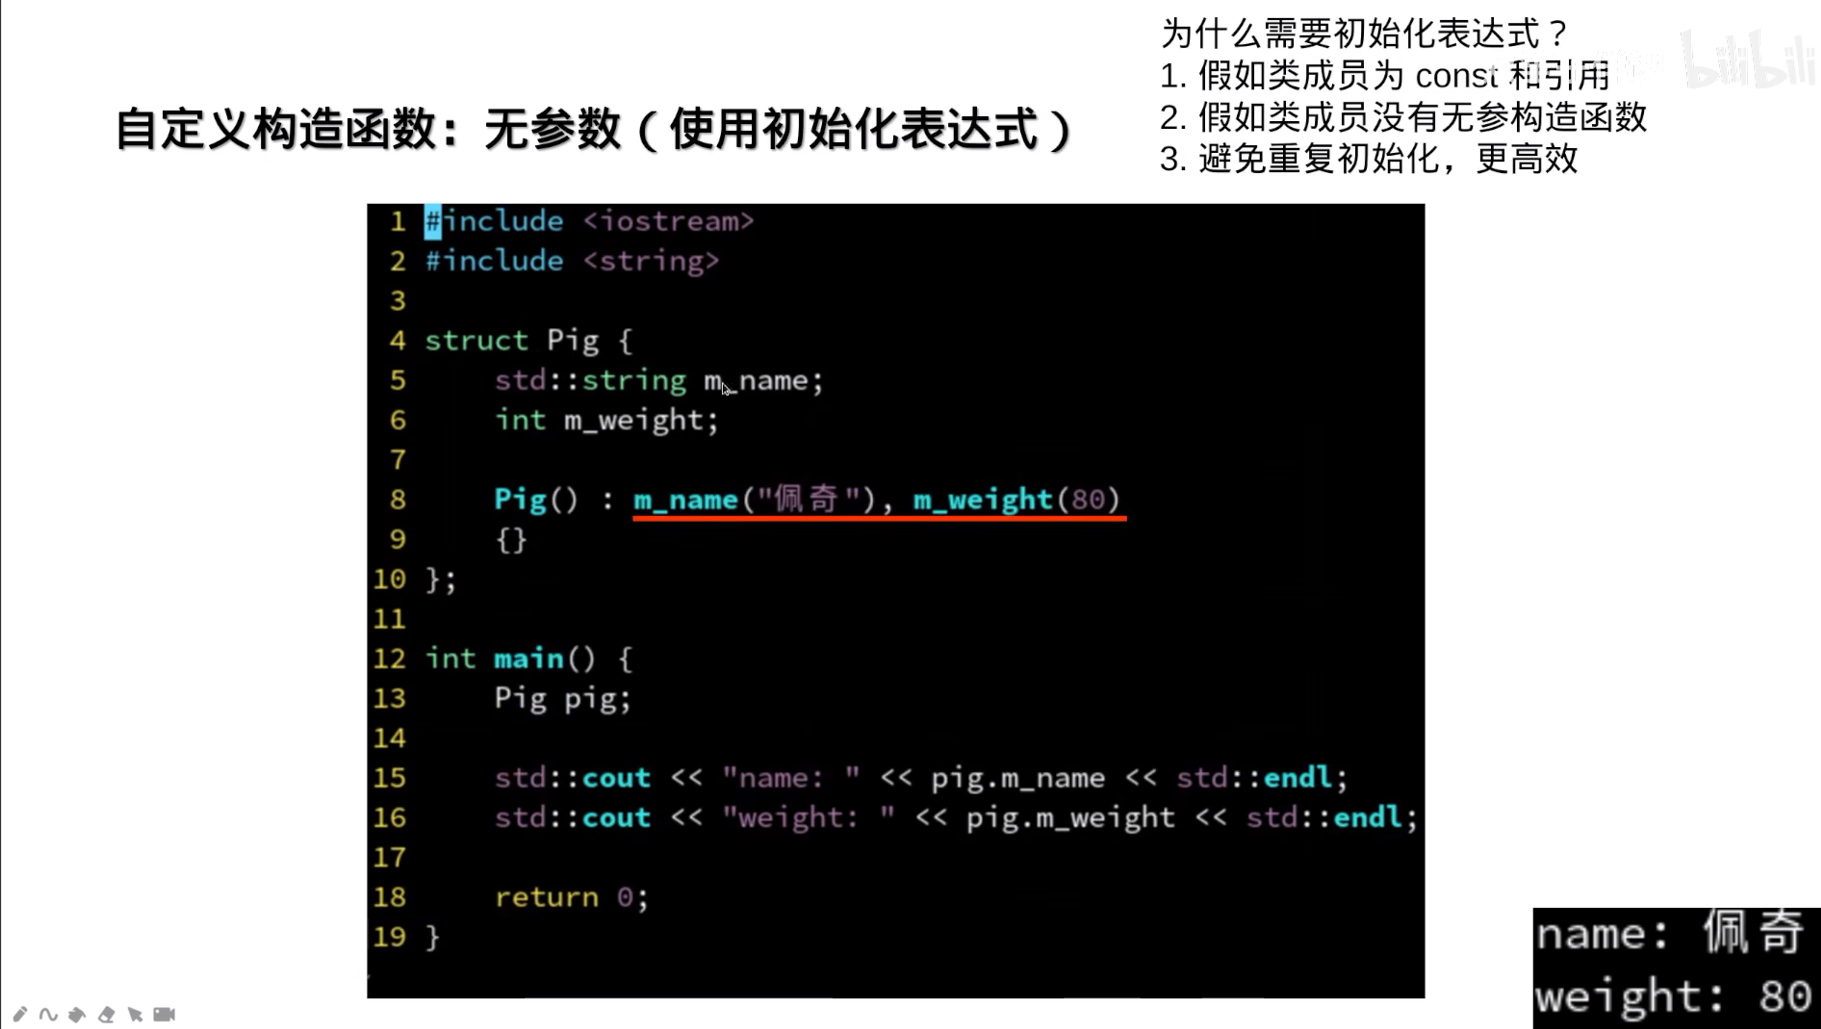 为什么需要初始化表达式？
1. 假如类成员为 const 和引用
2. 假如类成员没有无参构造函数
3. 避免重复初始化，更高效
bilibili
自定义构造函数：无参数（使用初始化表达式）
1 #include <iostream>
2 #include <string>
3
4 struct Pig {
5     std::string m_name;
6     int m_weight;
7
8     Pig() : m_name("佩奇"), m_weight(80)
9     {}
10 };
11
12 int main() {
13     Pig pig;
14
15     std::cout << "name: " << pig.m_name << std::endl;
16     std::cout << "weight: " << pig.m_weight << std::endl;
17
18     return 0;
19 }
name: 佩奇
weight: 80